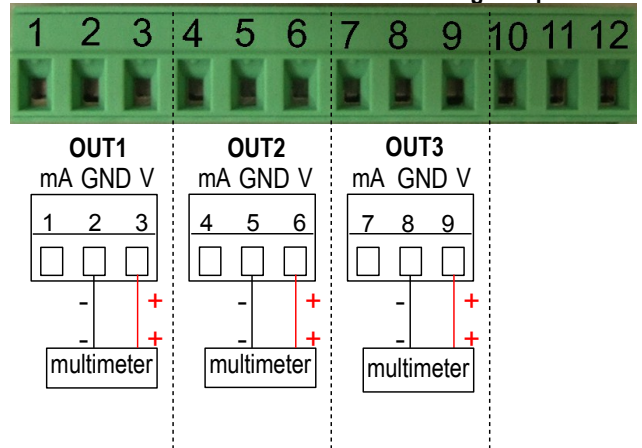 1 2 3 4 5 6 7 8 9 10 11 12
OUT1 OUT2 OUT3
mA GND V mA GND V mA GND V
1 2 3 4 5 6 7 8 9
- + - + - +
- + - + - +
multimeter multimeter multimeter